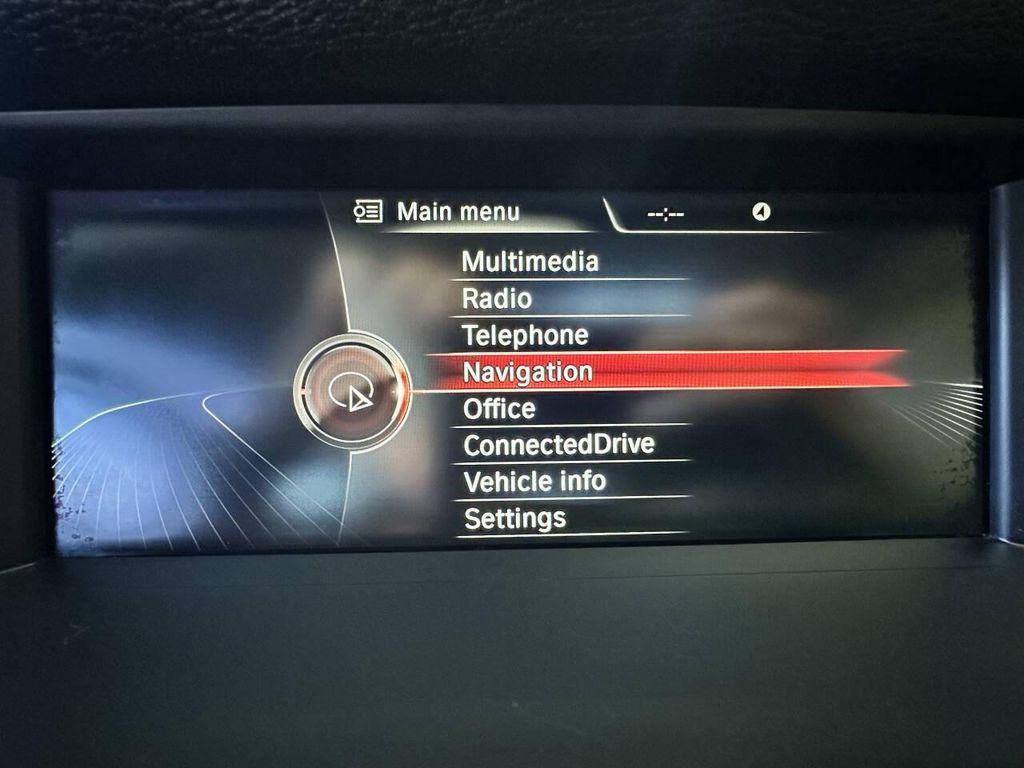 Main menu --:--
Multimedia
Radio
Telephone
Navigation
Office
ConnectedDrive
Vehicle info
Settings